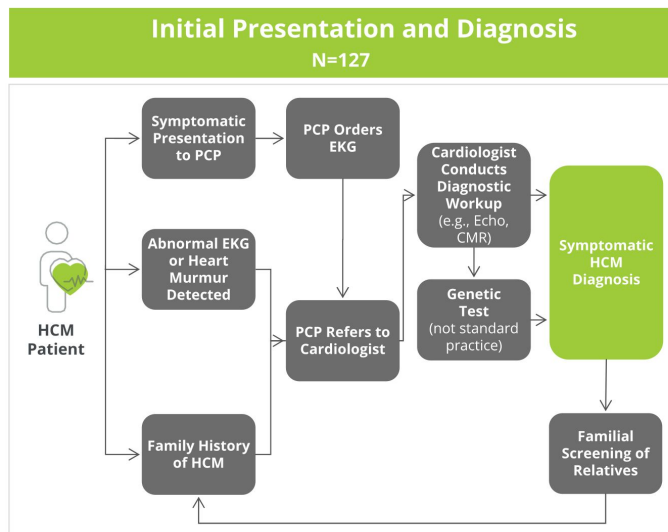 Initial Presentation and Diagnosis
N=127
Symptomatic
Presentation
to PCP
PCP Orders
EKG
Cardiologist
Conducts
Diagnostic
Workup
(e.g., Echo,
CMR)
Symptomatic
HCM
Diagnosis
Abnormal EKG
or Heart
Murmur
Detected
HCM
Patient
PCP Refers to
Cardiologist
Genetic
Test
(not standard
practice)
Family History
of HCM
Familial
Screening of
Relatives